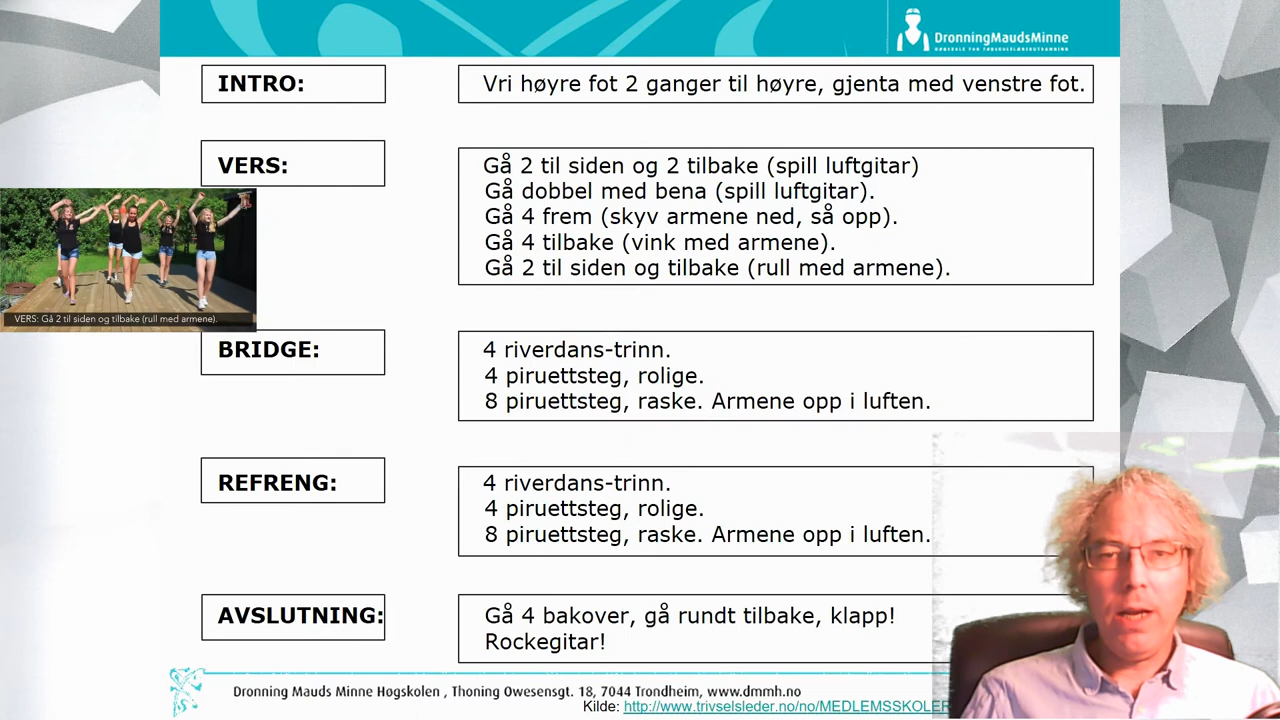 DronningMaudsMinne
HØGSKOLE FOR FØRSKOLELÆRERUTDANNING
INTRO:
Vri høyre fot 2 ganger til høyre, gjenta med venstre fot.
VERS:
Gå 2 til siden og 2 tilbake (spill luftgitar)
Gå dobbel med bena (spill luftgitar).
Gå 4 frem (skyv armene ned, så opp).
Gå 4 tilbake (vink med armene).
Gå 2 til siden og tilbake (rull med armene).
VERS: Gå 2 til siden og tilbake (rull med armene).
BRIDGE:
4 riverdans-trinn.
4 piruettsteg, rolige.
8 piruettsteg, raske. Armene opp i luften.
REFRENG:
4 riverdans-trinn.
4 piruettsteg, rolige.
8 piruettsteg, raske. Armene opp i luften.
AVSLUTNING:
Gå 4 bakover, gå rundt tilbake, klapp!
Rockegitar!
Dronning Mauds Minne Høgskolen , Thoning Owesensgt. 18, 7044 Trondheim, www.dmmh.no
Kilde: http://www.trivselsleder.no/no/MEDLEMSSKOLER